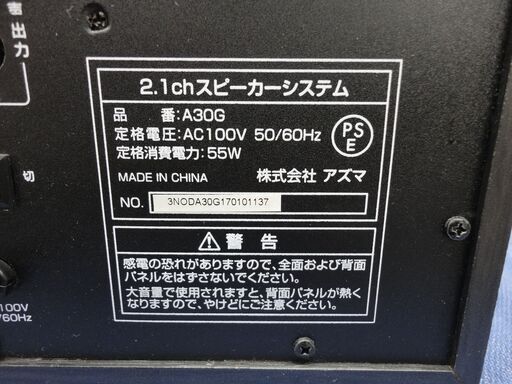 音出力
2.1chスピーカーシステム
品　番:A30G
定格電圧:AC100V 50/60Hz
定格消費電力:55W
PSE
MADE IN CHINA 株式会社 アズマ
NO. 3NODA30G170101137
切
⚠警告
感電の恐れがありますので、全面および背面
パネルをはずさないでください。
大音量で使用されますと、背面パネルが熱く
なりますので、やけどにご注意ください。
100V
/60Hz